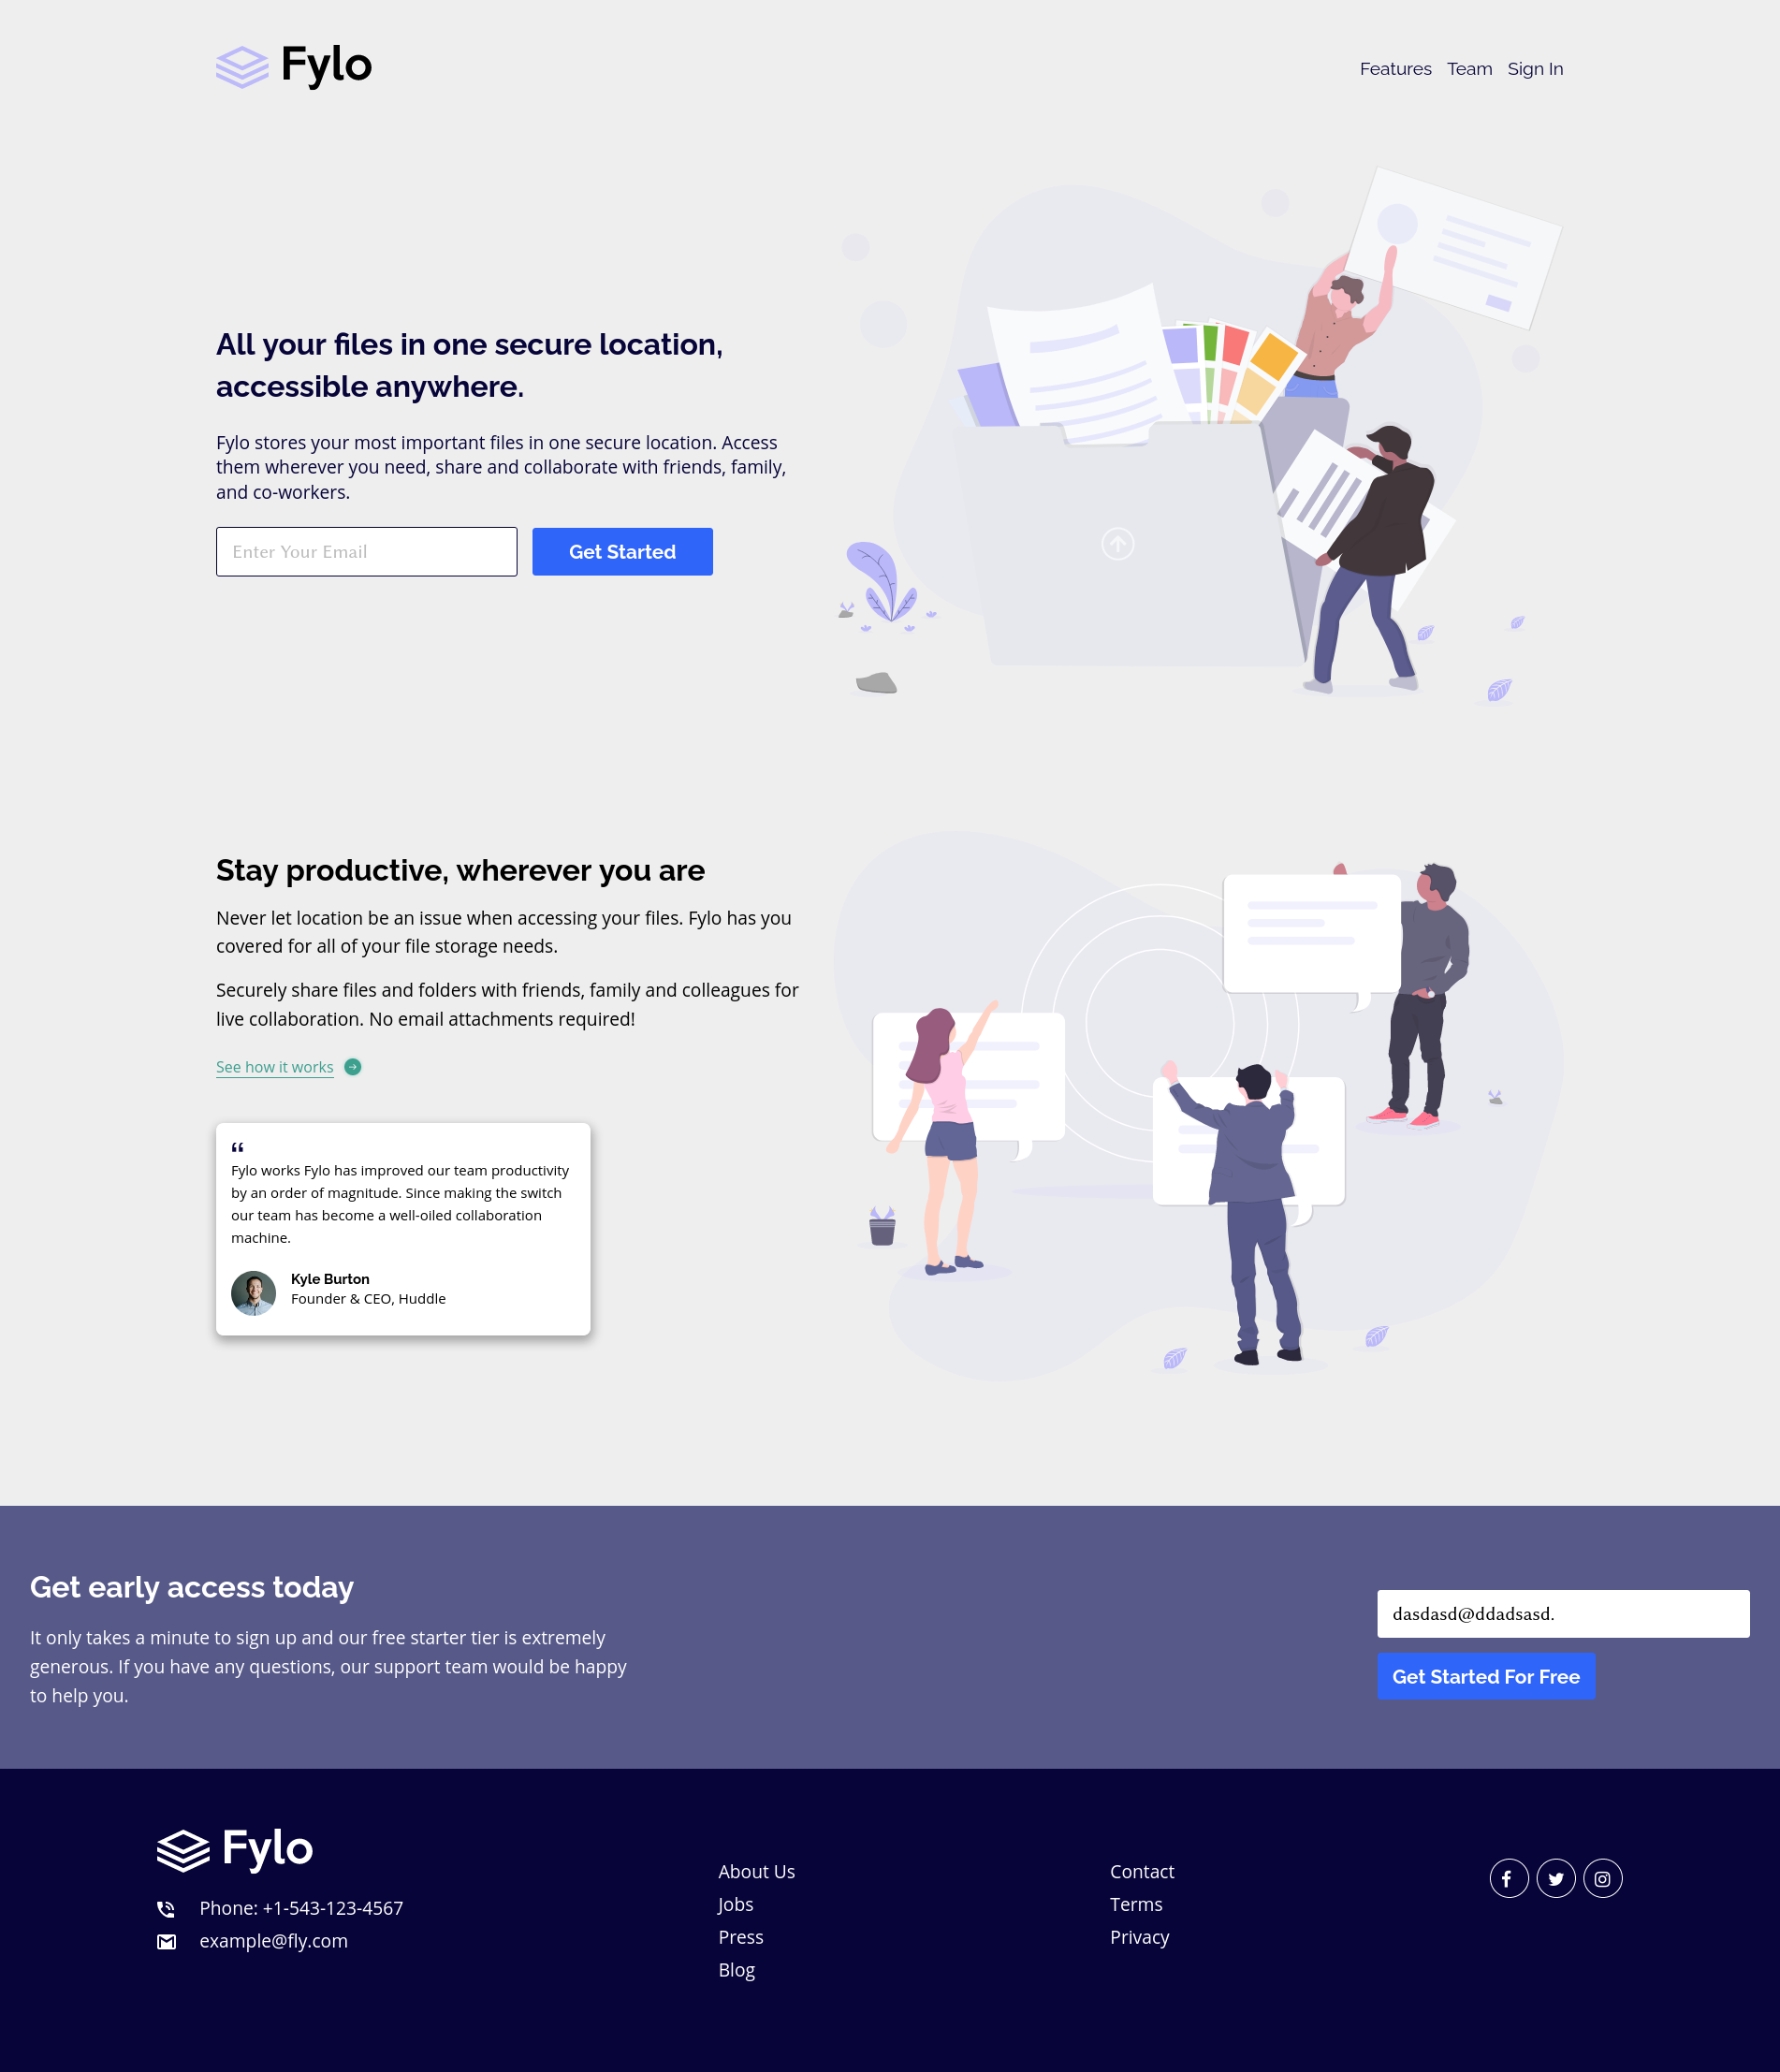 Fylo
Features Team Sign In
All your files in one secure location,
accessible anywhere.
Fylo stores your most important files in one secure location. Access
them wherever you need, share and collaborate with friends, family,
and co-workers.
Enter Your Email
Get Started
Stay productive, wherever you are
Never let location be an issue when accessing your files. Fylo has you
covered for all of your file storage needs.
Securely share files and folders with friends, family and colleagues for
live collaboration. No email attachments required!
See how it works
“
Fylo works Fylo has improved our team productivity
by an order of magnitude. Since making the switch
our team has become a well-oiled collaboration
machine.
Kyle Burton
Founder & CEO, Huddle
Get early access today
It only takes a minute to sign up and our free starter tier is extremely
generous. If you have any questions, our support team would be happy
to help you.
dasdasd@ddadsasd.
Get Started For Free
Fylo
Phone: +1-543-123-4567
example@fly.com
About Us
Jobs
Press
Blog
Contact
Terms
Privacy